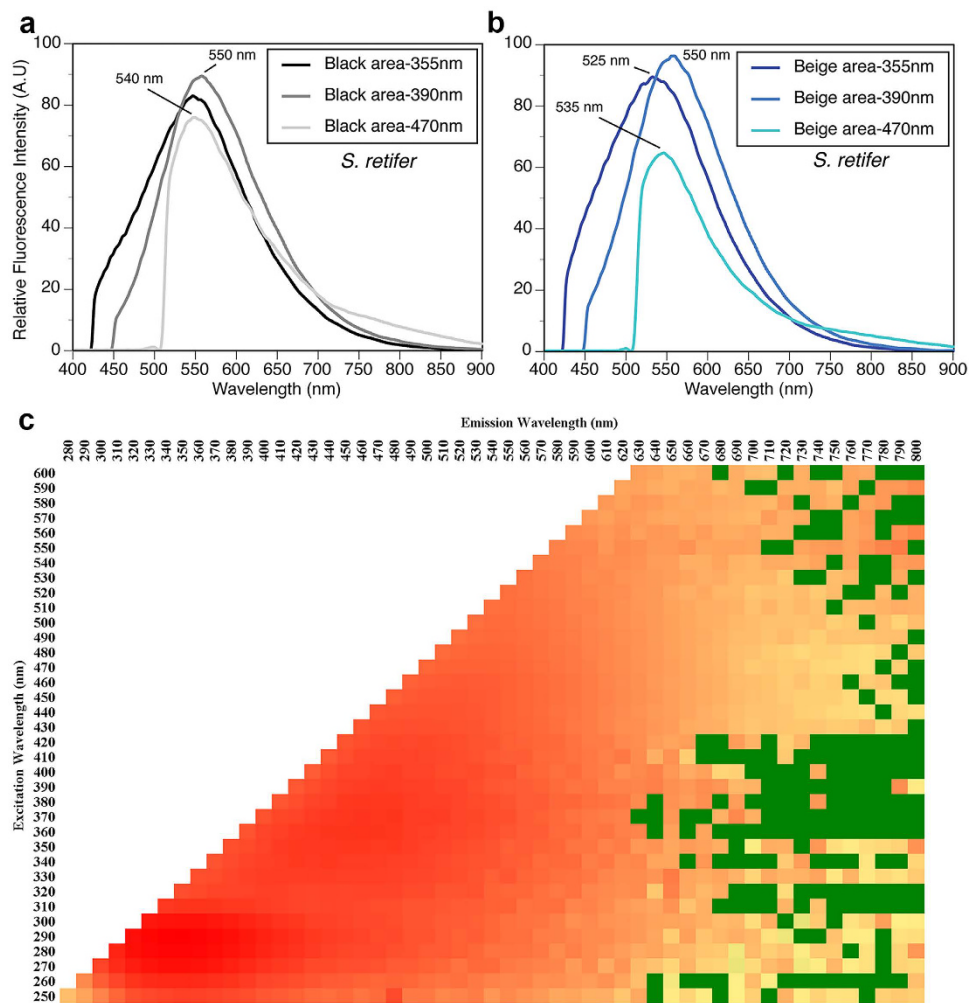 a
b
Relative Fluorescence Intensity (A.U)
100
80
60
40
20
0
540 nm
550 nm
Black area-355nm
Black area-390nm
Black area-470nm
S. retifer
400 450 500 550 600 650 700 750 800 850 900
Wavelength (nm)
100
80
60
40
20
0
525 nm
550 nm
535 nm
Beige area-355nm
Beige area-390nm
Beige area-470nm
S. retifer
400 450 500 550 600 650 700 750 800 850 900
Wavelength (nm)
c
Emission Wavelength (nm)
280 290 300 310 320 330 340 350 360 370 380 390 400 410 420 430 440 450 460 470 480 490 500 510 520 530 540 550 560 570 580 590 600 610 620 630 640 650 660 670 680 690 700 710 720 730 740 750 760 770 780 790 800
Excitation Wavelength (nm)
600
590
580
570
560
550
540
530
520
510
500
490
480
470
460
450
440
430
420
410
400
390
380
370
360
350
340
330
320
310
300
290
280
270
260
250